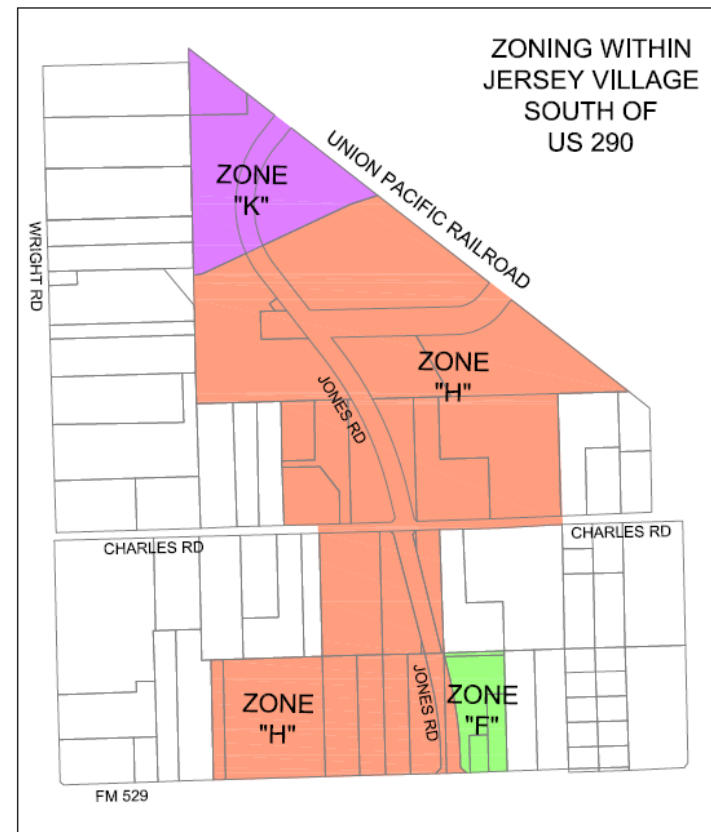 ZONING WITHIN
JERSEY VILLAGE
SOUTH OF
US 290
UNION PACIFIC RAILROAD
ZONE
"K"
WRIGHT RD
ZONE
"H"
JONES RD
CHARLES RD
CHARLES RD
JONES RD
ZONE
"H"
ZONE
"F"
FM 529